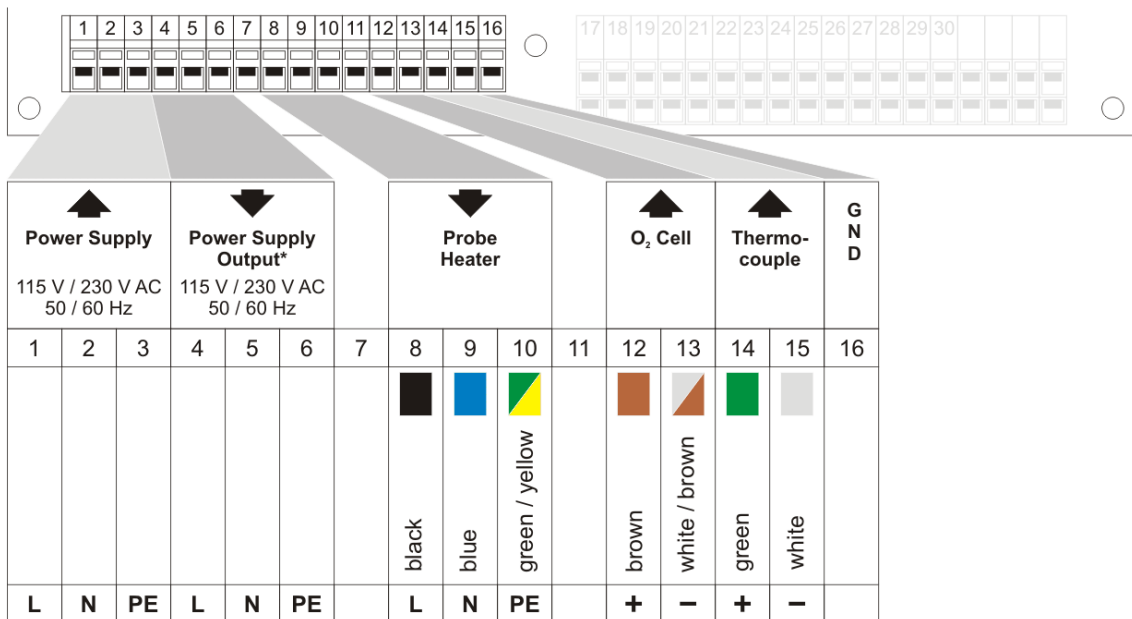 1 2 3 4 5 6 7 8 9 10 11 12 13 14 15 16
17 18 19 20 21 22 23 24 25 26 27 28 29 30
Power Supply
115 V / 230 V AC
50 / 60 Hz
Power Supply
Output*
115 V / 230 V AC
50 / 60 Hz
Probe
Heater
O₂ Cell
Thermo-
couple
G
N
D
1 2 3 4 5 6 7 8 9 10 11 12 13 14 15 16
black
blue
green / yellow
brown
white / brown
green
white
L N PE L N PE L N PE + − + −